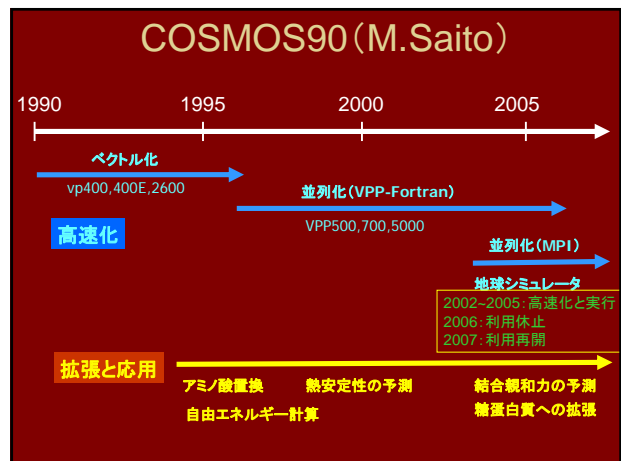 COSMOS90(M.Saito)
1990 1995 2000 2005
ベクトル化
vp400,400E,2600
並列化(VPP-Fortran)
VPP500,700,5000
高速化
並列化(MPI)
地球シミュレータ
2002~2005:高速化と実行
2006:利用休止
2007:利用再開
拡張と応用
アミノ酸置換 熱安定性の予測 結合親和力の予測
自由エネルギー計算 糖蛋白質への拡張